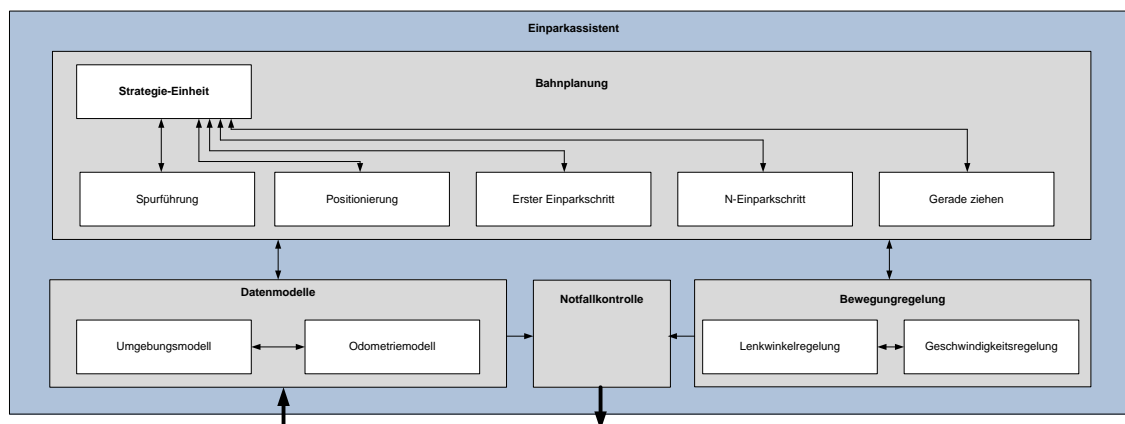 Einparkassistent
Bahnplanung
Strategie-Einheit
Spurführung
Positionierung
Erster Einparkschritt
N-Einparkschritt
Gerade ziehen
Datenmodelle
Umgebungsmodell
Odometriemodell
Notfallkontrolle
Bewegungregelung
Lenkwinkelregelung
Geschwindigkeitsregelung